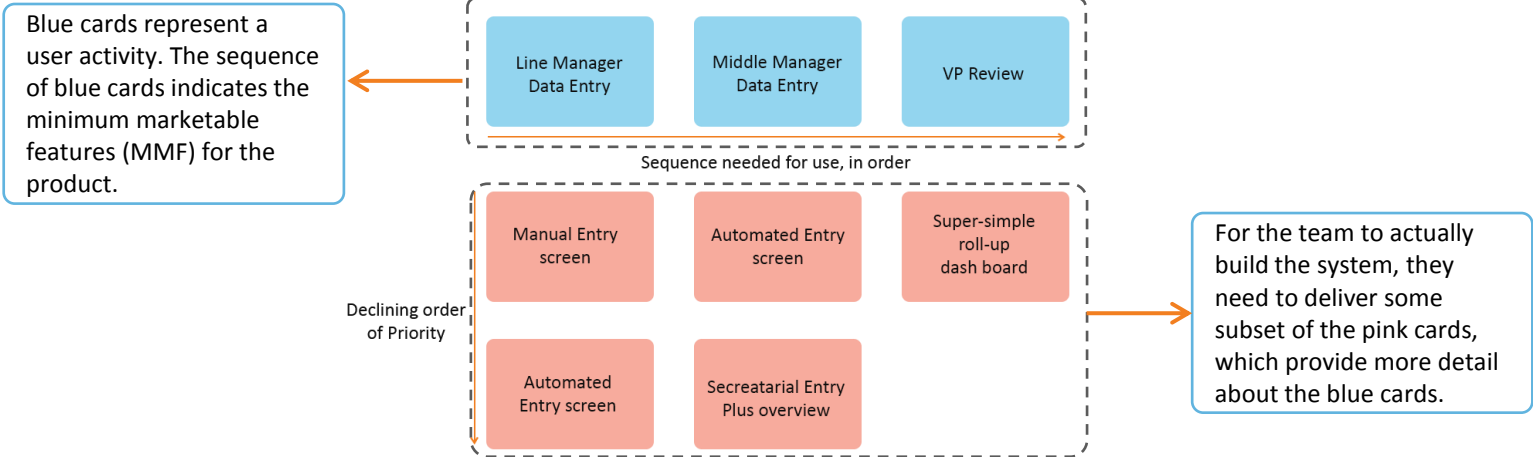 Blue cards represent a
user activity. The sequence
of blue cards indicates the
minimum marketable
features (MMF) for the
product.
Line Manager
Data Entry
Middle Manager
Data Entry
VP Review
Sequence needed for use, in order
Declining order
of Priority
Manual Entry
screen
Automated Entry
screen
Super-simple
roll-up
dash board
Automated
Entry screen
Secreatarial Entry
Plus overview
For the team to actually
build the system, they
need to deliver some
subset of the pink cards,
which provide more detail
about the blue cards.